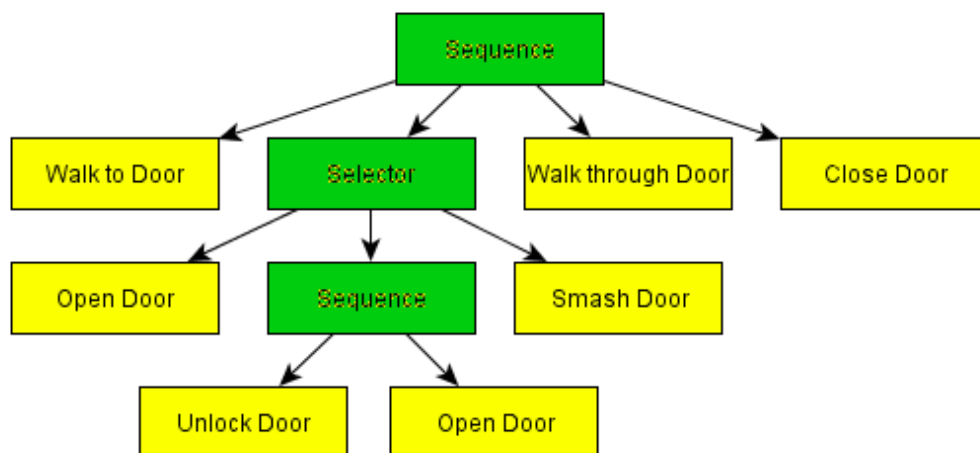 Sequence
Walk to Door
Selector
Walk through Door
Close Door
Open Door
Sequence
Smash Door
Unlock Door
Open Door